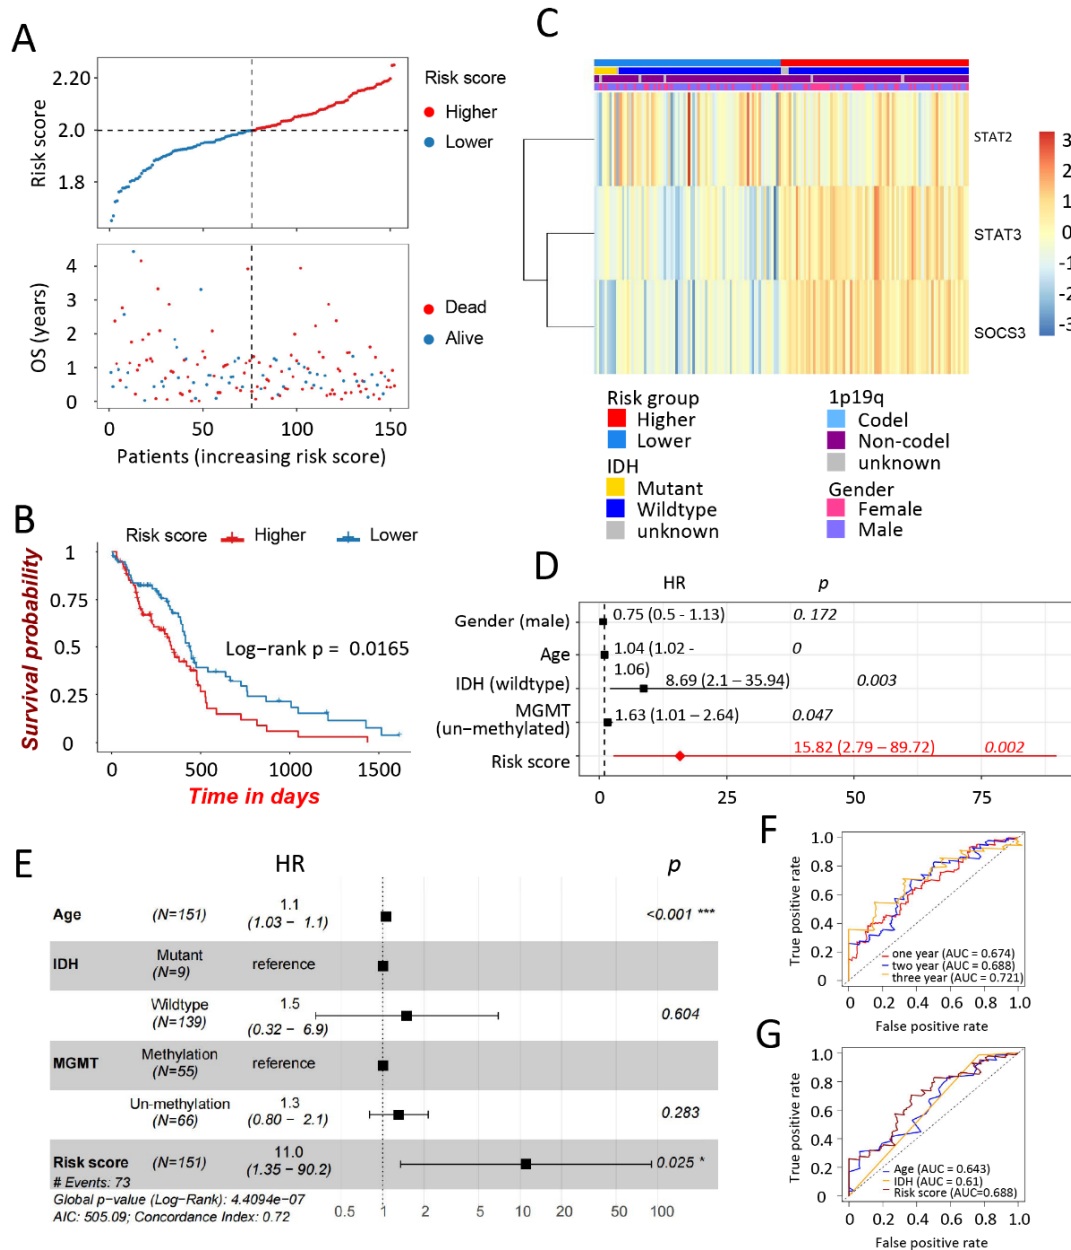 A
Risk score
2.20
2.0
1.8
Risk score
Higher
Lower
OS (years)
4
3
2
1
0
Dead
Alive
0 50 100 150
Patients (increasing risk score)
B
Risk score Higher Lower
Survival probability
1
0.75
0.5
0.25
0
Log-rank p = 0.0165
0 500 1000 1500
Time in days
C
STAT2
STAT3
SOCS3
3
2
1
0
-1
-2
-3
Risk group
Higher
Lower
IDH
Mutant
Wildtype
unknown
1p19q
Codel
Non-codel
unknown
Gender
Female
Male
D
HR p
Gender (male) 0.75 (0.5 - 1.13) 0.172
Age 1.04 (1.02 -
1.06) 0
IDH (wildtype) 8.69 (2.1 - 35.94) 0.003
MGMT
(un-methylated) 1.63 (1.01 - 2.64) 0.047
Risk score 15.82 (2.79 - 89.72) 0.002
0 25 50 75
E
HR p
Age (N=151) 1.1
(1.03 - 1.1) <0.001 ***
IDH Mutant
(N=9) reference
Wildtype
(N=139) 1.5
(0.32 - 6.9) 0.604
MGMT Methylation
(N=55) reference
Un-methylation
(N=66) 1.3
(0.80 - 2.1) 0.283
Risk score (N=151) 11.0
(1.35 - 90.2) 0.025 *
# Events: 73
Global p-value (Log-Rank): 4.4094e-07
AIC: 505.09; Concordance Index: 0.72
0.5 1 2 5 10 20 50 100
F
True positive rate
1.0
0.8
0.6
0.4
0.2
0
one year (AUC = 0.674)
two year (AUC = 0.688)
three year (AUC = 0.721)
0 0.2 0.4 0.6 0.8 1.0
False positive rate
G
True positive rate
1.0
0.8
0.6
0.4
0.2
0
Age (AUC = 0.643)
IDH (AUC = 0.61)
Risk score (AUC=0.688)
0 0.2 0.4 0.6 0.8 1.0
False positive rate